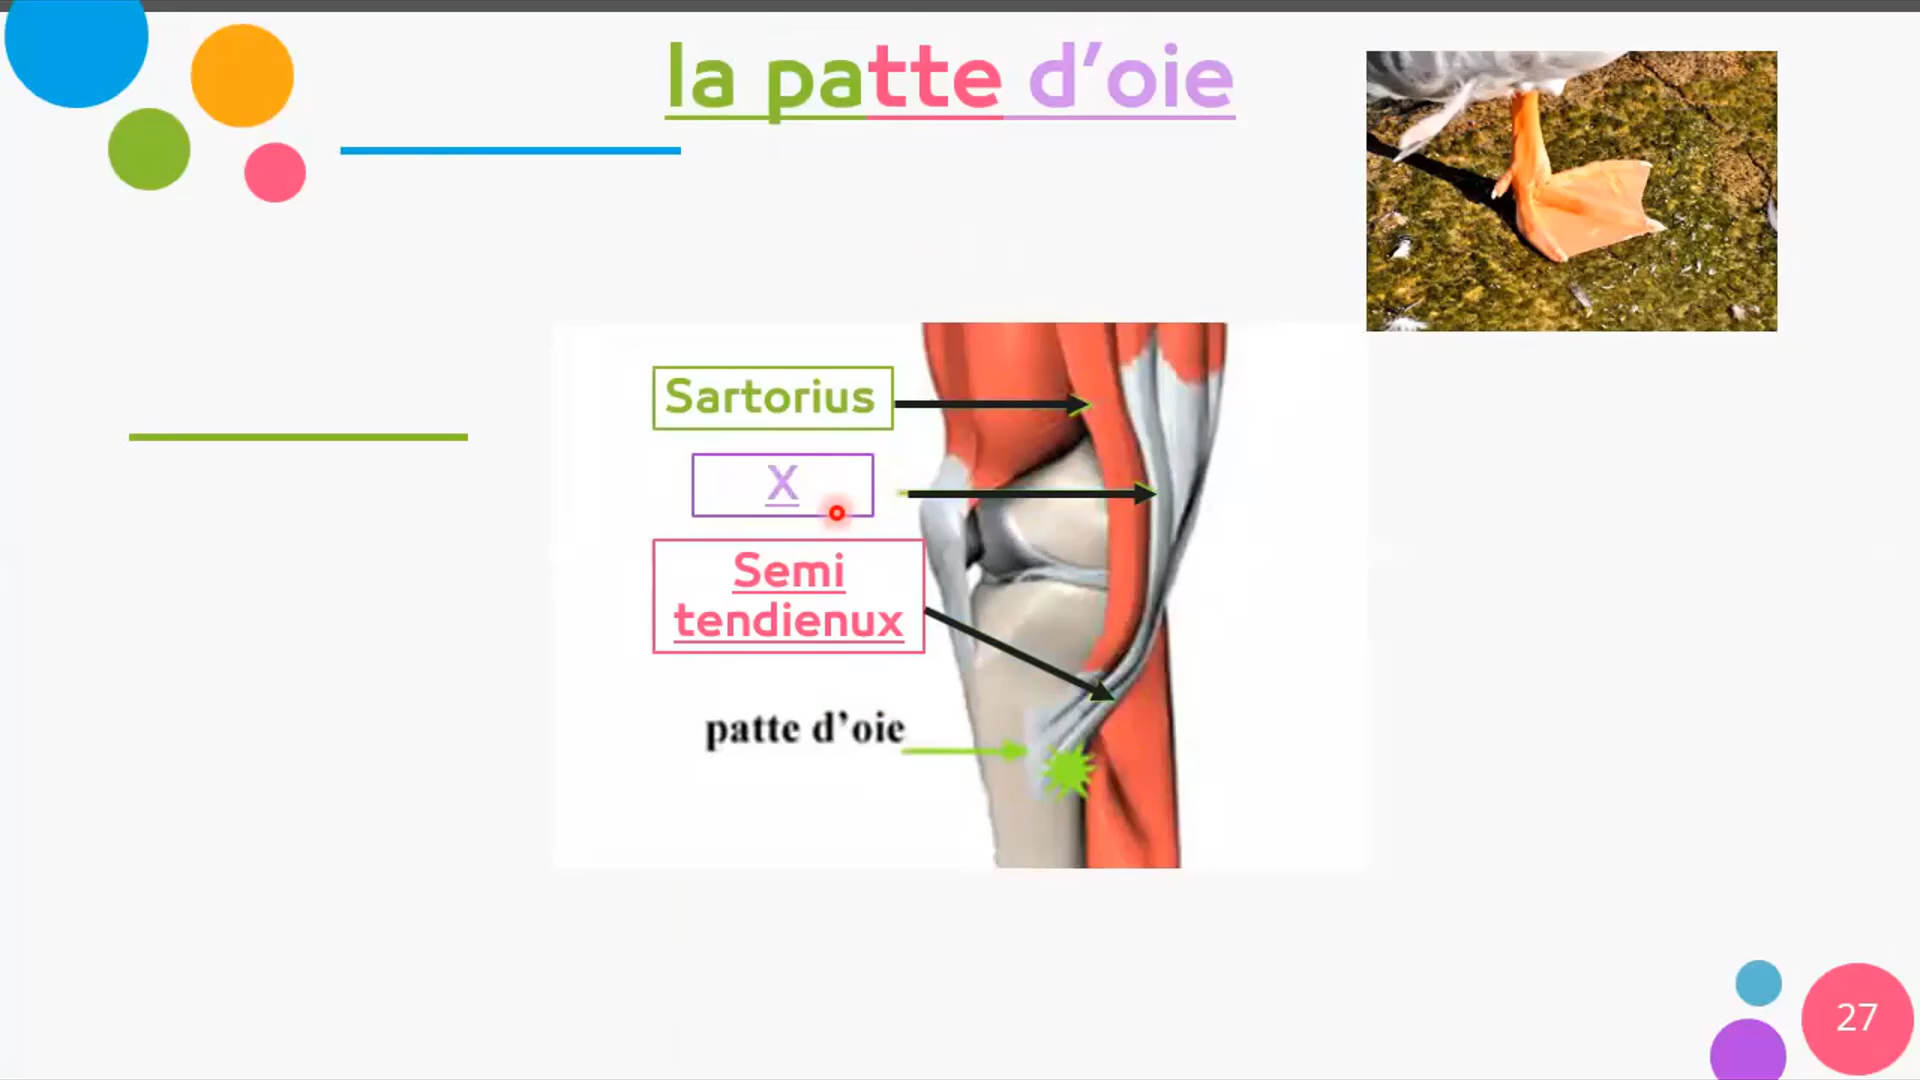 la patte d’oie
Sartorius
X
Semi
tendienux
patte d’oie
27